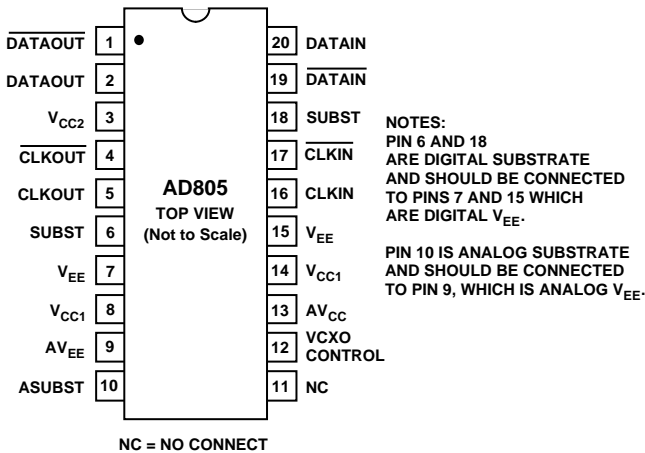 DATAOUT 1
DATAOUT 2
VCC2 3
CLKOUT 4
CLKOUT 5
SUBST 6
VEE 7
VCC1 8
AVEE 9
ASUBST 10
AD805
TOP VIEW
(Not to Scale)
20 DATAIN
19 DATAIN
18 SUBST
17 CLKIN
16 CLKIN
15 VEE
14 VCC1
13 AVCC
12 VCXO
CONTROL
11 NC
NOTES:
PIN 6 AND 18
ARE DIGITAL SUBSTRATE
AND SHOULD BE CONNECTED
TO PINS 7 AND 15 WHICH
ARE DIGITAL VEE.
PIN 10 IS ANALOG SUBSTRATE
AND SHOULD BE CONNECTED
TO PIN 9, WHICH IS ANALOG VEE.
NC = NO CONNECT